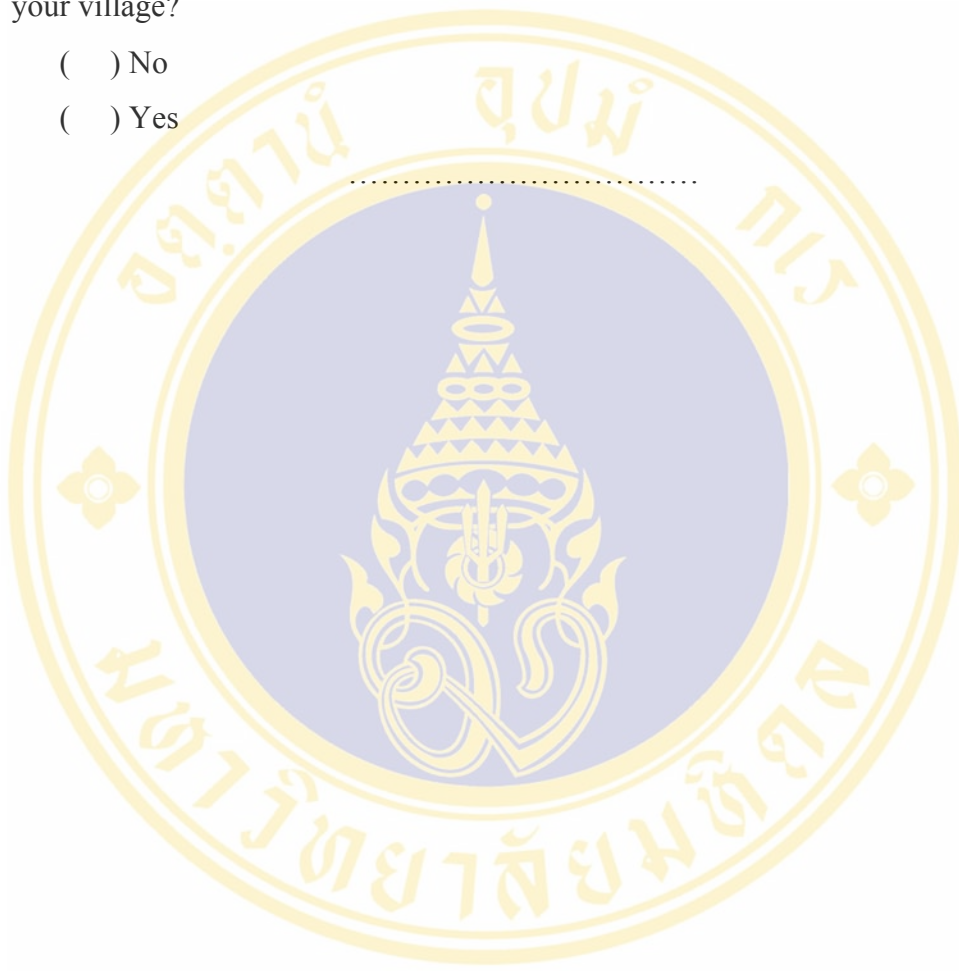 your village?
(    ) No
(    ) Yes
...............................
อตฺตานํ อุปมํ กเร
มหาวิทยาลัยมหิดล